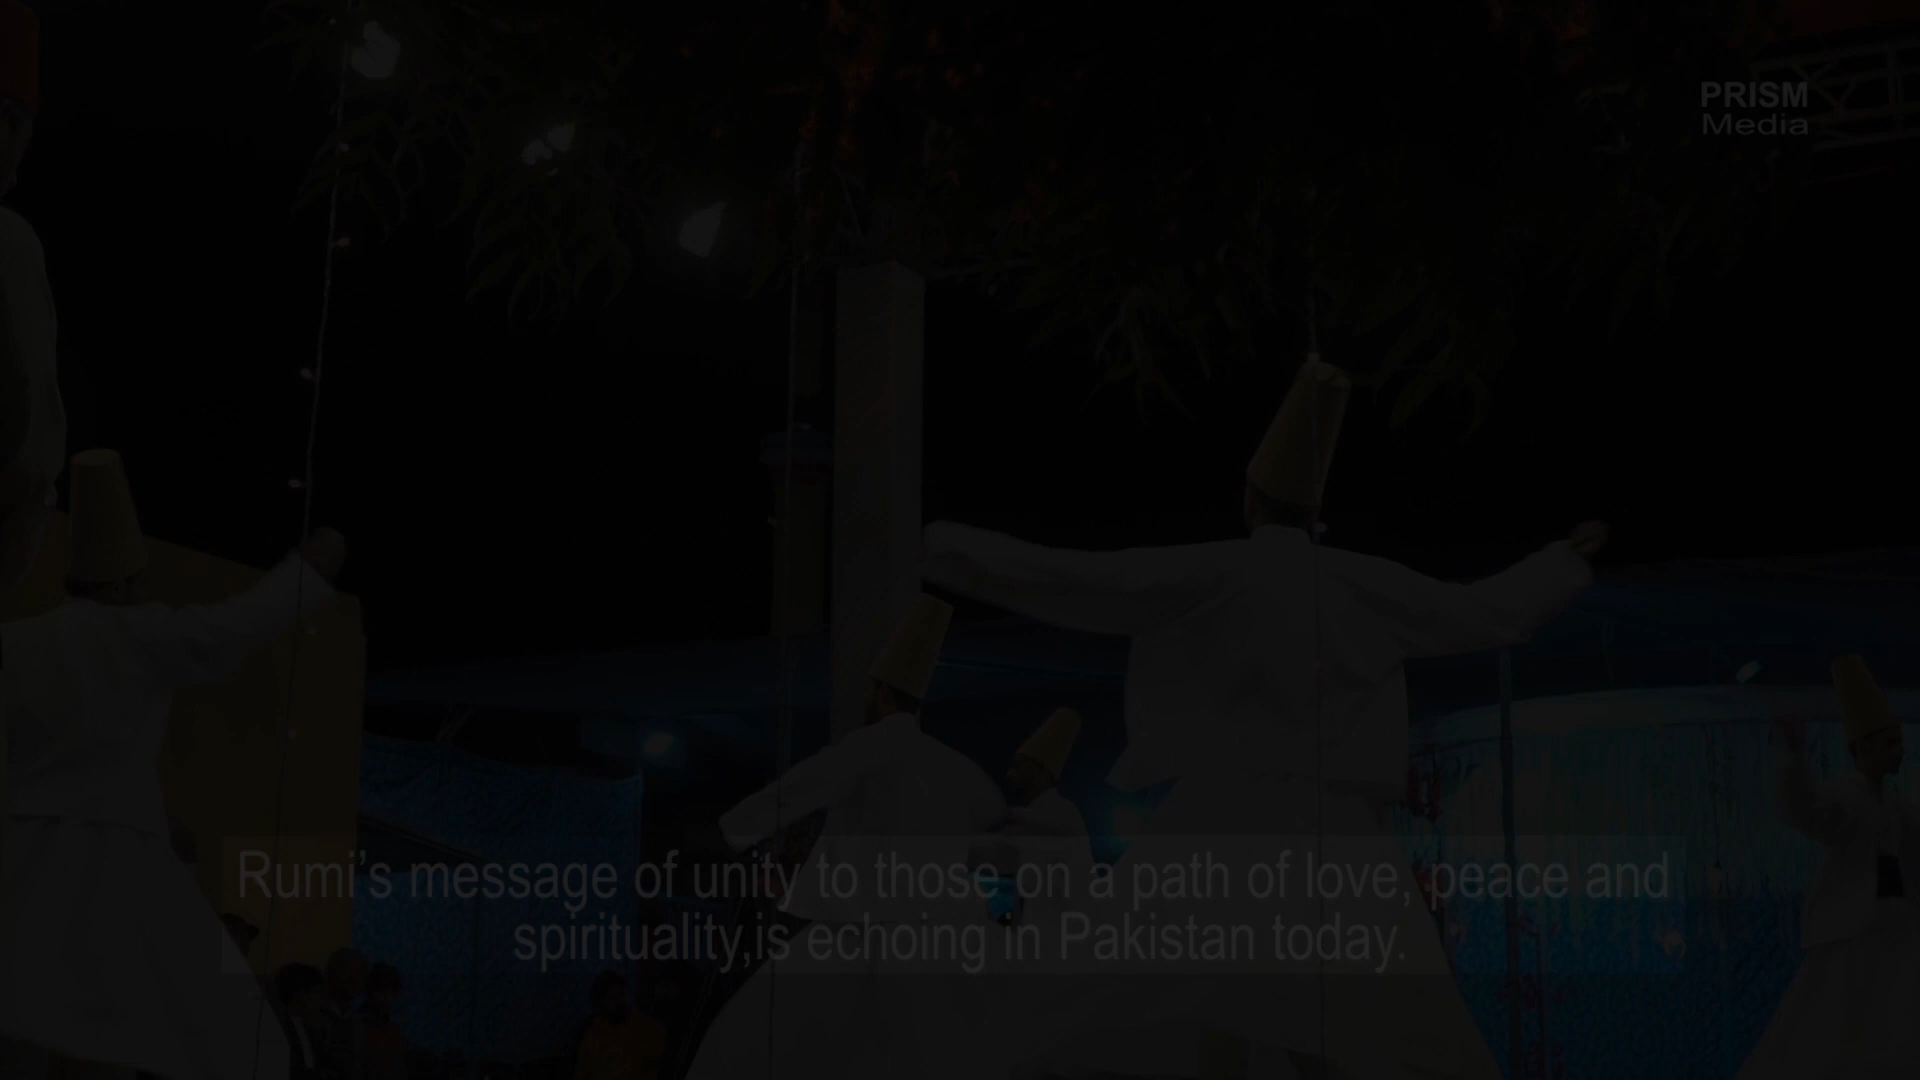 PRISM
Media
Rumi’s message of unity to those on a path of love, peace and
spirituality,is echoing in Pakistan today.